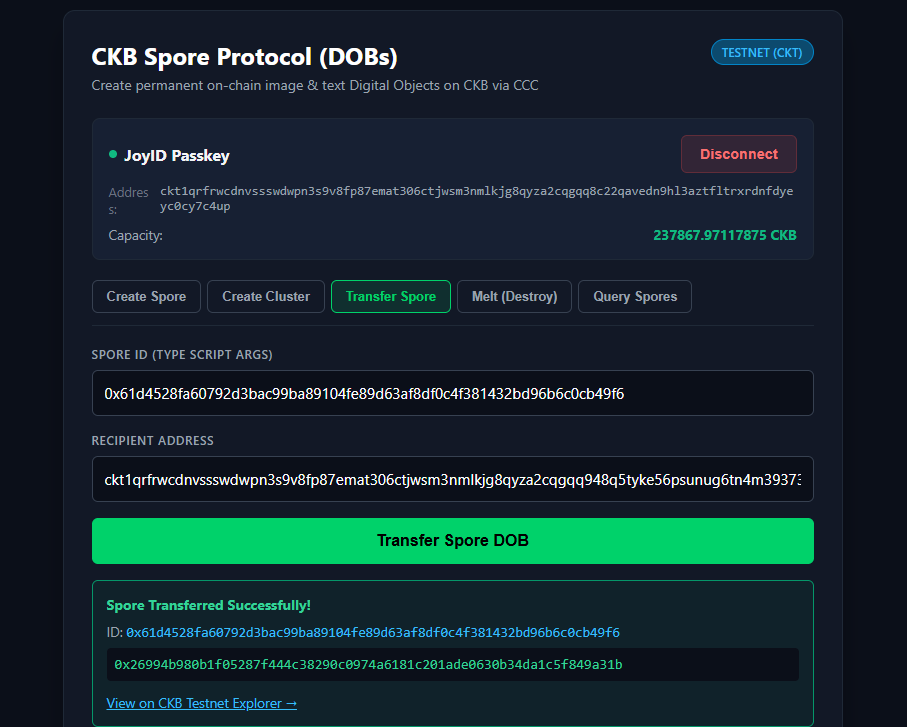 CKB Spore Protocol (DOBs)
TESTNET (CKT)
Create permanent on-chain image & text Digital Objects on CKB via CCC
JoyID Passkey
Disconnect
Address:
ckt1qrfrwcdnvssswdwpn3s9v8fp87emat306ctjwsm3nmlkjg8qyza2cqgqq8c22qavedn9hl3aztfltrxrdnfdye
yc0cy7c4up
Capacity:
237867.97117875 CKB
Create Spore
Create Cluster
Transfer Spore
Melt (Destroy)
Query Spores
SPORE ID (TYPE SCRIPT ARGS)
0x61d4528fa60792d3bac99ba89104fe89d63af8df0c4f381432bd96b6c0cb49f6
RECIPIENT ADDRESS
ckt1qrfrwcdnvssswdwpn3s9v8fp87emat306ctjwsm3nmlkjg8qyza2cqgqq948q5tyke56psunug6tn4m39373
Transfer Spore DOB
Spore Transferred Successfully!
ID: 0x61d4528fa60792d3bac99ba89104fe89d63af8df0c4f381432bd96b6c0cb49f6
0x26994b980b1f05287f444c38290c0974a6181c201ade0630b34da1c5f849a31b
View on CKB Testnet Explorer →